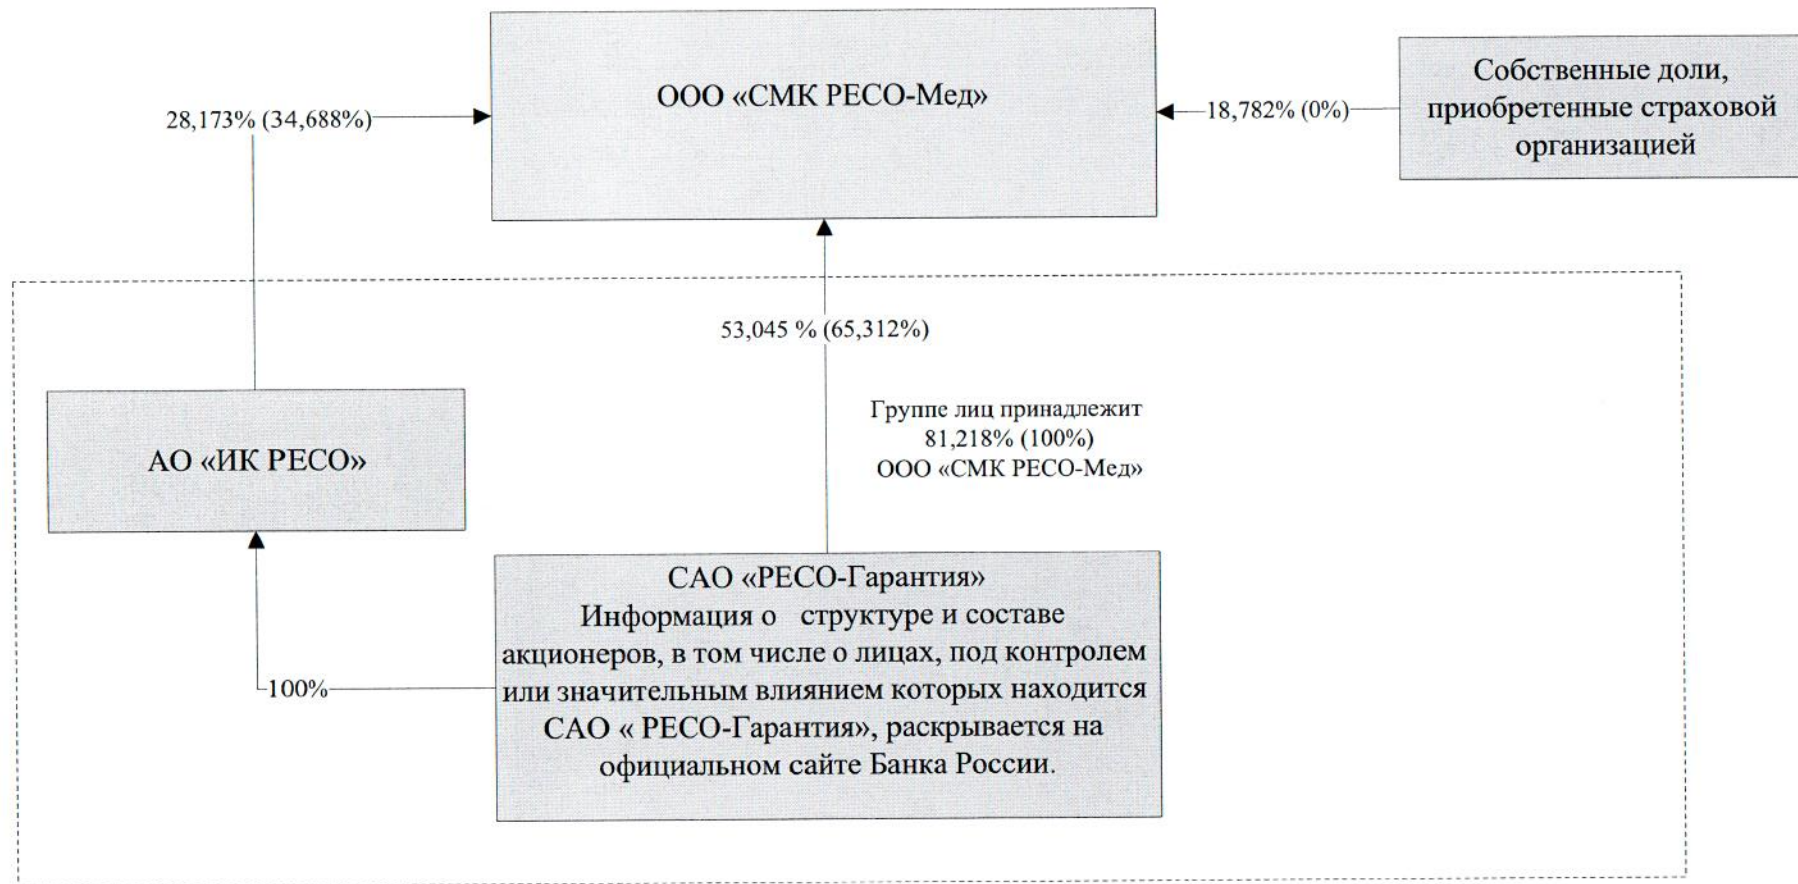 ООО «СМК РЕСО-Мед»
Собственные доли,
приобретенные страховой
организацией
28,173% (34,688%)
18,782% (0%)
53,045 % (65,312%)
Группе лиц принадлежит
81,218% (100%)
ООО «СМК РЕСО-Мед»
АО «ИК РЕСО»
САО «РЕСО-Гарантия»
Информация о структуре и составе
акционеров, в том числе о лицах, под контролем
или значительным влиянием которых находится
САО « РЕСО-Гарантия», раскрывается на
официальном сайте Банка России.
100%